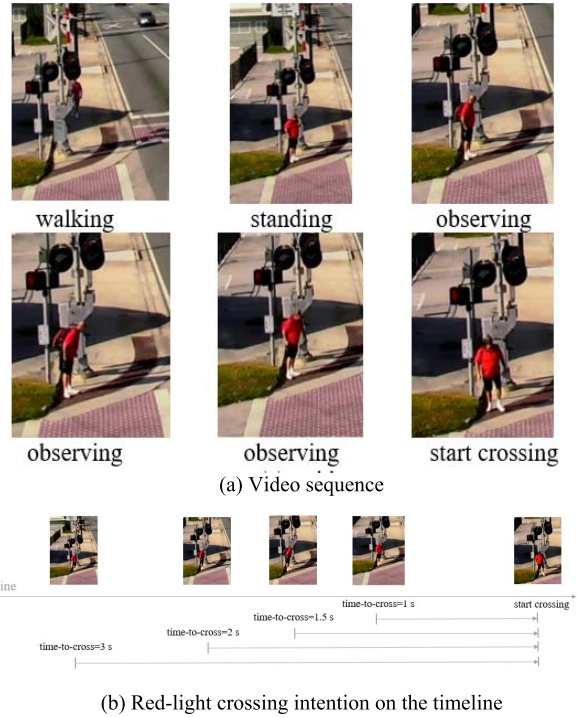 walking
standing
observing
observing
observing
start crossing
(a) Video sequence
ine
time-to-cross=1 s
start crossing
time-to-cross=1.5 s
time-to-cross=2 s
time-to-cross=3 s
(b) Red-light crossing intention on the timeline